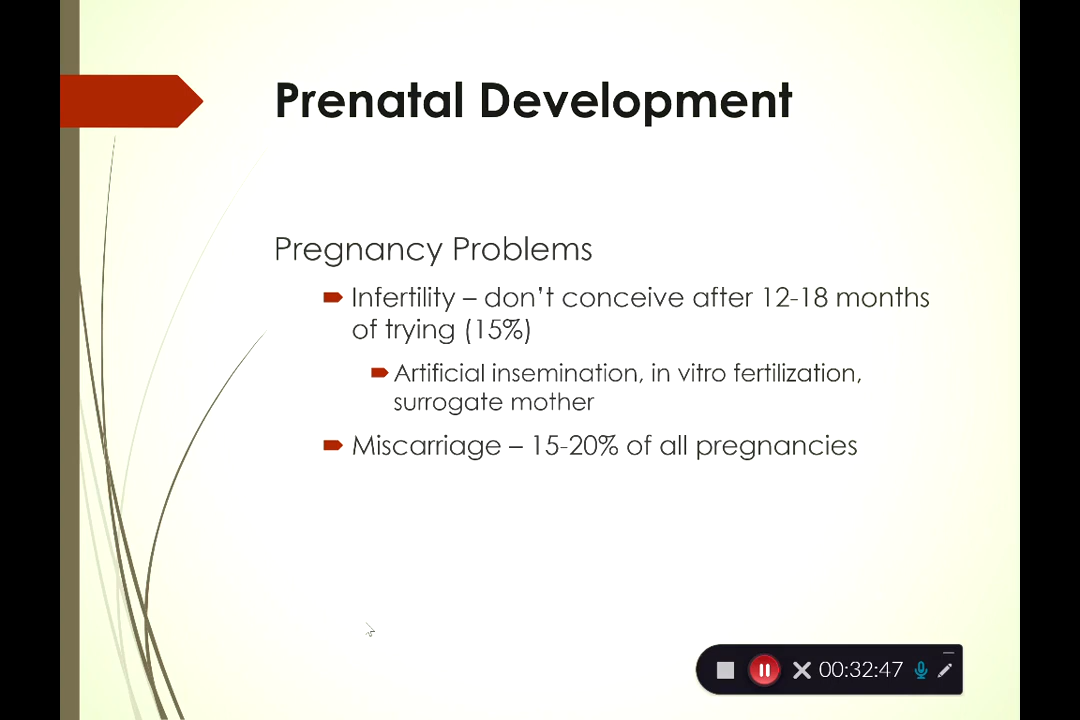 Prenatal Development
Pregnancy Problems
Infertility – don't conceive after 12-18 months
of trying (15%)
Artificial insemination, in vitro fertilization,
surrogate mother
Miscarriage – 15-20% of all pregnancies
00:32:47